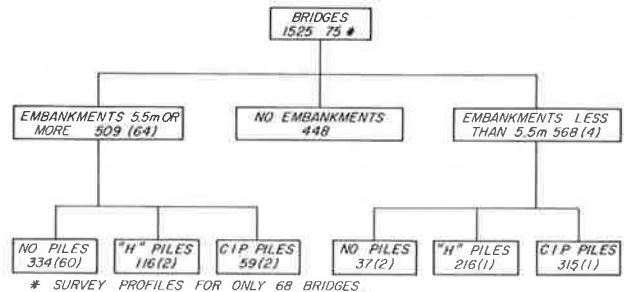 BRIDGES
1525 75 *
EMBANKMENTS 5.5m OR
MORE 509 (64)
NO EMBANKMENTS
448
EMBANKMENTS LESS
THAN 5.5m 568 (4)
NO PILES
334(60)
"H" PILES
116(2)
CIP PILES
59(2)
NO PILES
37(2)
"H" PILES
216(1)
CIP PILES
315(1)
* SURVEY PROFILES FOR ONLY 68 BRIDGES.